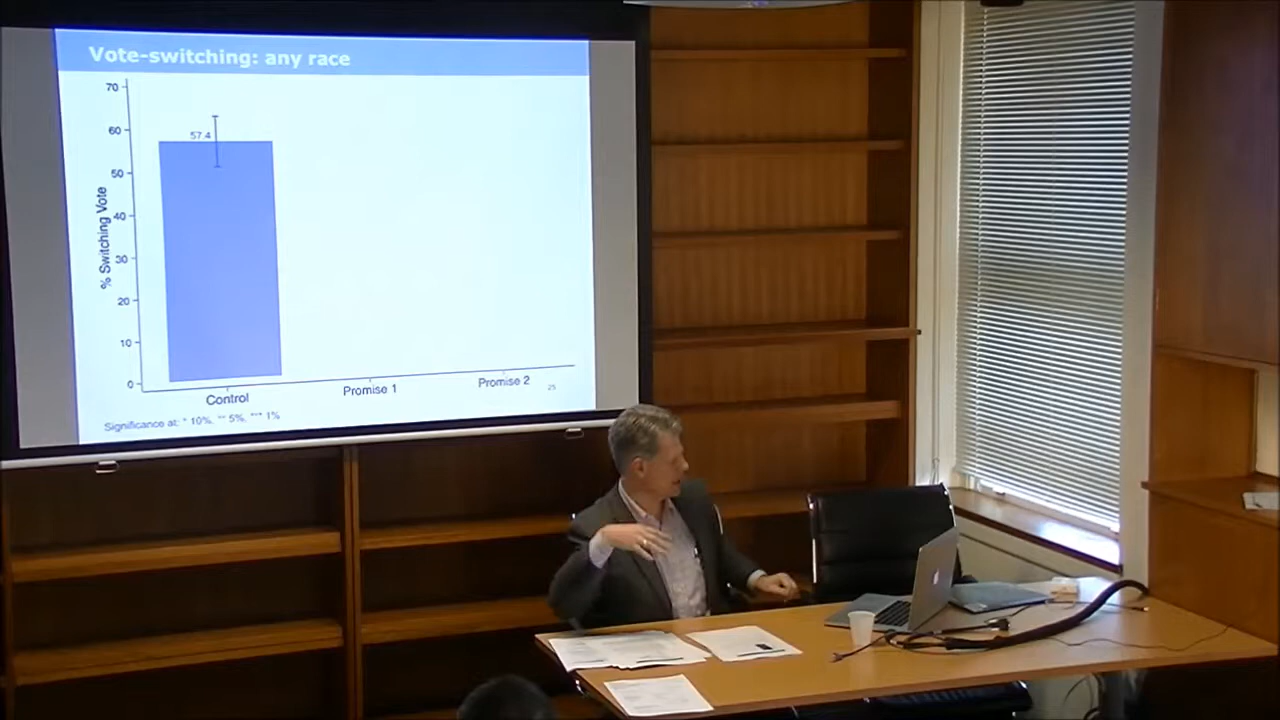 Vote-switching: any race
70
60
57.4
50
40
30
20
10
0
% Switching Vote
Control
Promise 1
Promise 2
25
Significance at: * 10%, ** 5%, *** 1%